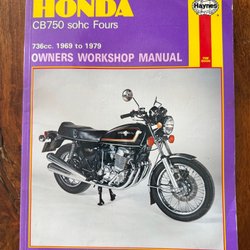 HONDA
Haynes
CB750 sohc Fours
736cc. 1969 to 1979
OWNERS WORKSHOP MANUAL